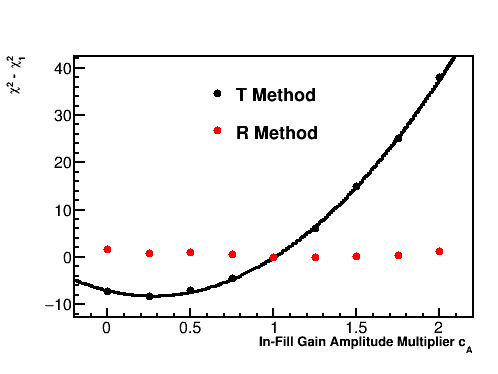 χ² - χ²₁
40
30
20
10
0
−10
T Method
R Method
0 0.5 1 1.5 2
In-Fill Gain Amplitude Multiplier c_A